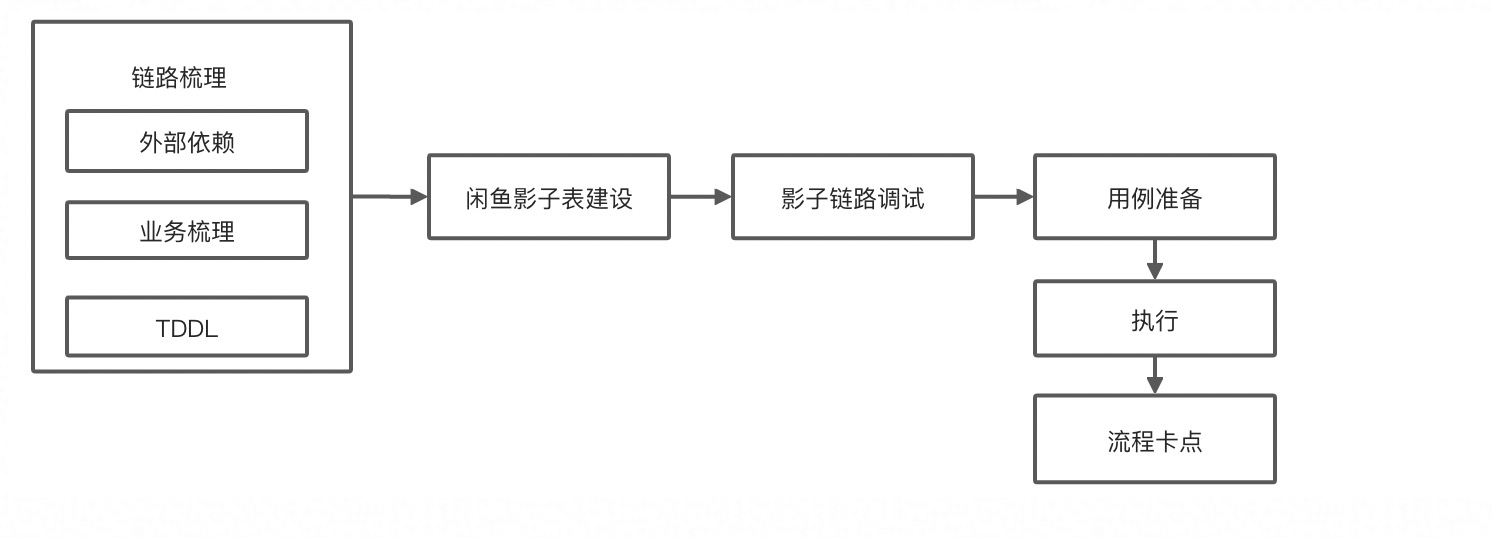 链路梳理
外部依赖
业务梳理
TDDL
闲鱼影子表建设
影子链路调试
用例准备
执行
流程卡点